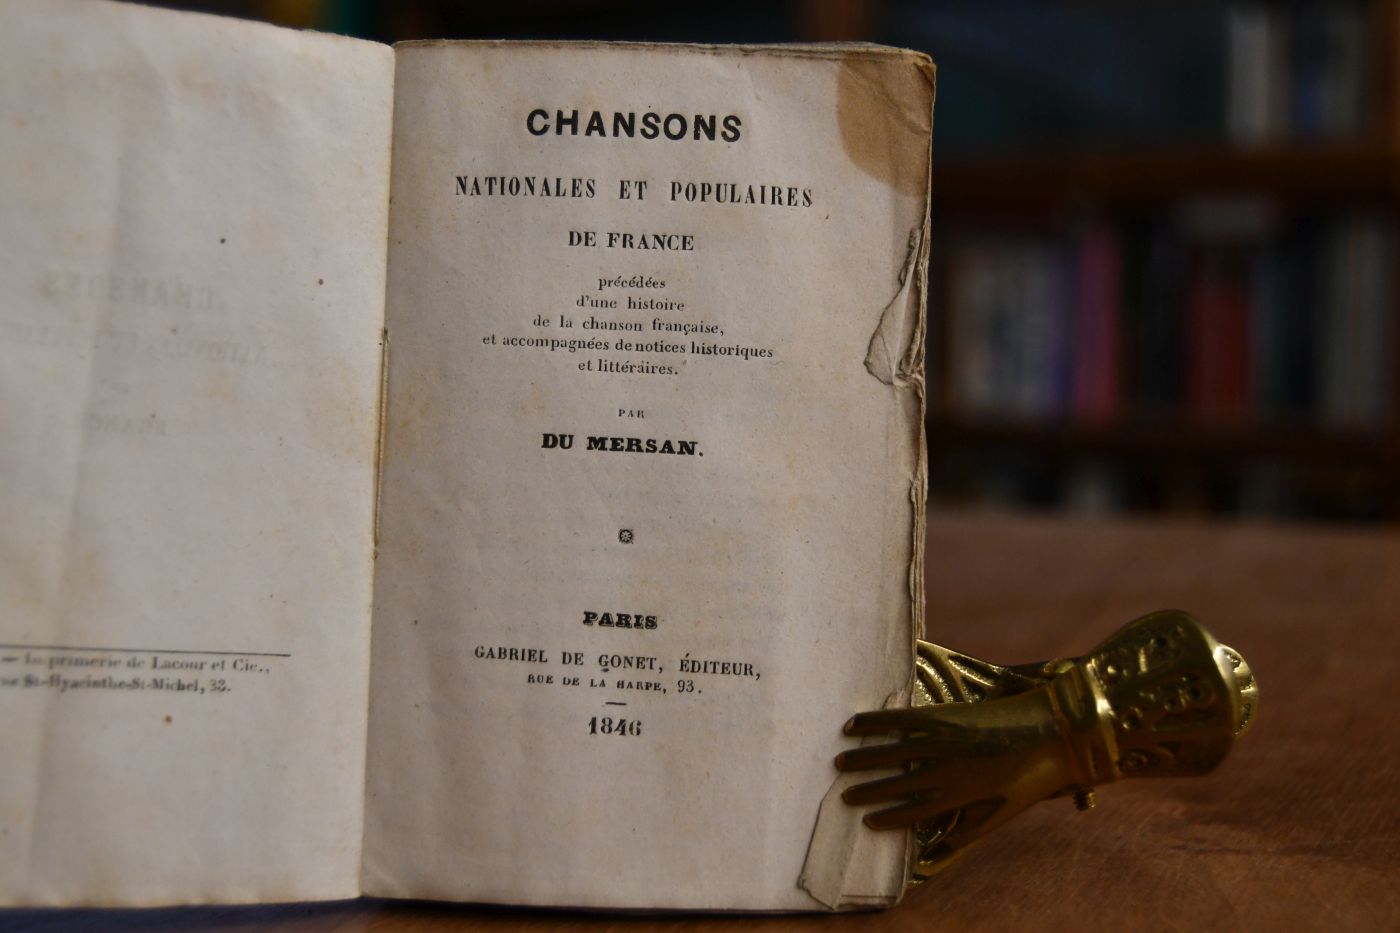 — Imprimerie de Lacour et Cie.,
St-Hyacinthe-St-Michel, 33.
CHANSONS
NATIONALES ET POPULAIRES
DE FRANCE
précédées
d'une histoire
de la chanson française,
et accompagnées de notices historiques
et littéraires.
PAR
DU MERSAN.
PARIS
GABRIEL DE GONET, ÉDITEUR,
RUE DE LA HARPE, 93.
1846